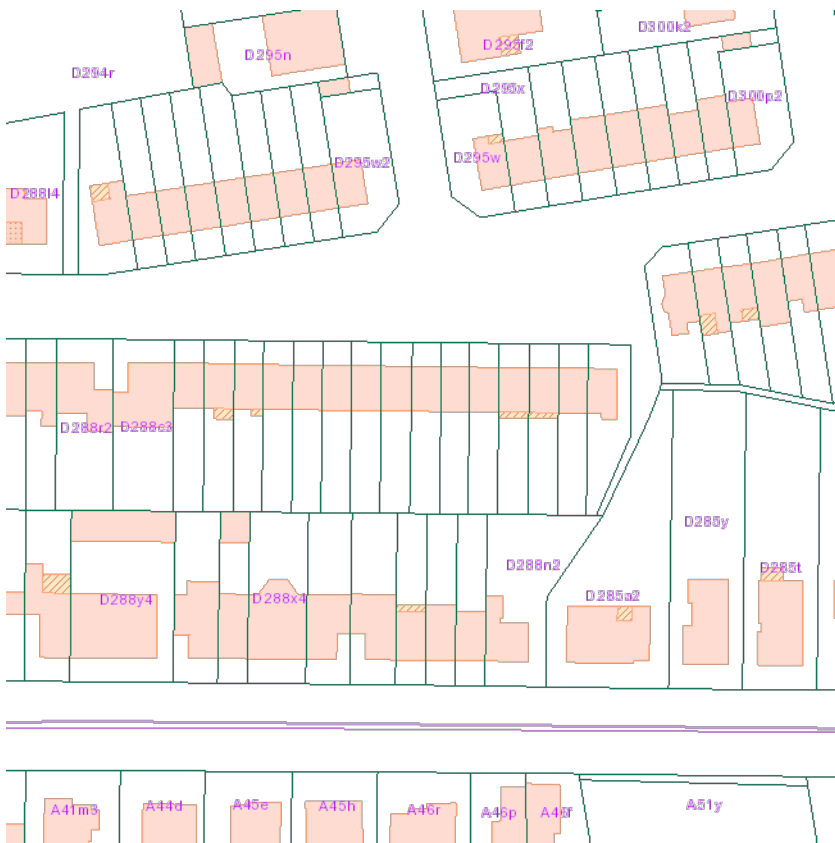 D300k2
D295f2
D295n
D294r
D295x
D300p2
D295w
D295w2
D288l4
D288r2
D288c3
D285y
D288n2
D285t
D285a2
D288y4
D288x4
A41m3
A44d
A45e
A45h
A46r
A46p
A46f
A51y